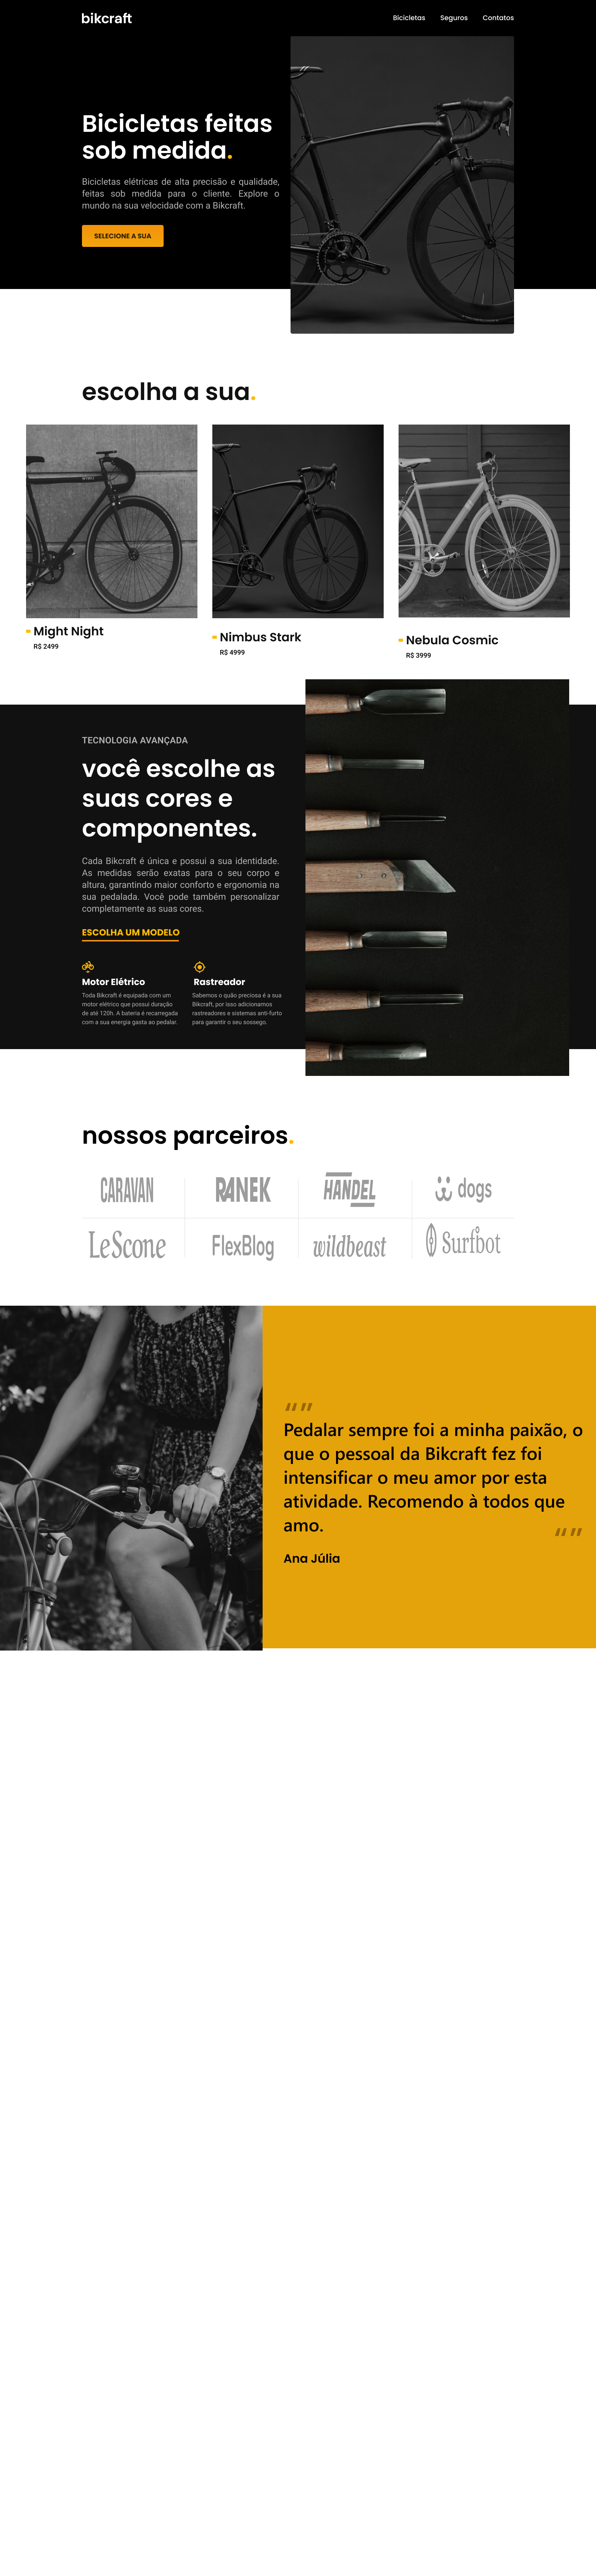 bikcraft
Bicicletas Seguros Contatos
Bicicletas feitas
sob medida.
Bicicletas elétricas de alta precisão e qualidade,
feitas sob medida para o cliente. Explore o
mundo na sua velocidade com a Bikcraft.
SELECIONE A SUA
escolha a sua.
Might Night
R$ 2499
Nimbus Stark
R$ 4999
Nebula Cosmic
R$ 3999
TECNOLOGIA AVANÇADA
você escolhe as
suas cores e
componentes.
Cada Bikcraft é única e possui a sua identidade.
As medidas serão exatas para o seu corpo e
altura, garantindo maior conforto e ergonomia na
sua pedalada. Você pode também personalizar
completamente as suas cores.
ESCOLHA UM MODELO
Motor Elétrico
Toda Bikcraft é equipada com um
motor elétrico que possui duração
de até 120h. A bateria é recarregada
com a sua energia gasta ao pedalar.
Rastreador
Sabemos o quão preciosa é a sua
Bikcraft, por isso adicionamos
rastreadores e sistemas anti-furto
para garantir o seu sossego.
nossos parceiros.
CARAVAN RANEK HANDEL dogs
LeScone FlexBlog wildbeast Surfbot
Pedalar sempre foi a minha paixão, o
que o pessoal da Bikcraft fez foi
intensificar o meu amor por esta
atividade. Recomendo à todos que
amo.
Ana Júlia